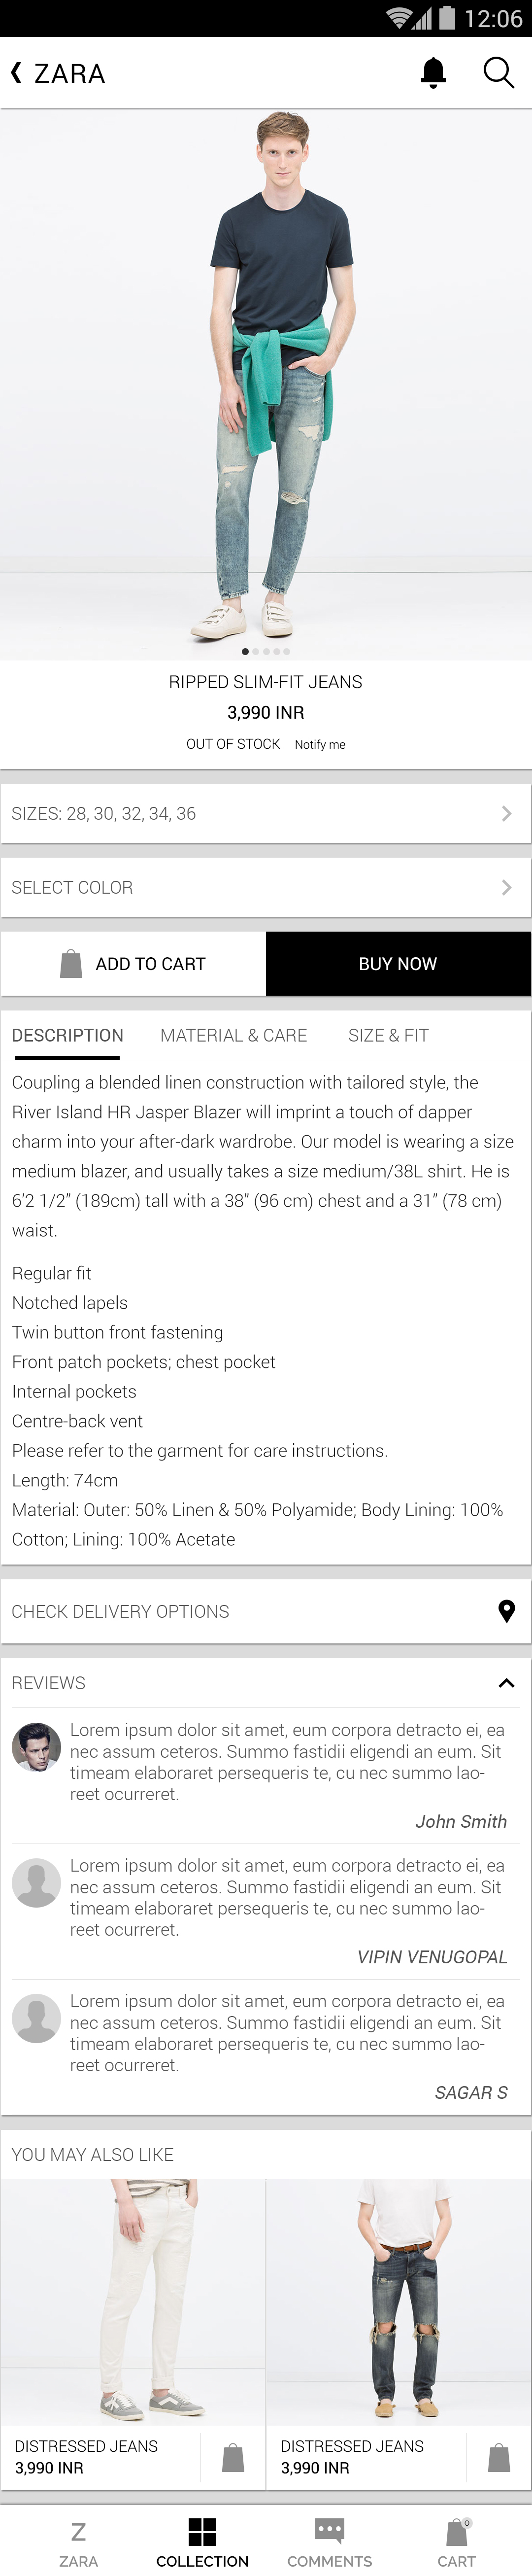 12:06
ZARA
RIPPED SLIM-FIT JEANS
3,990 INR
OUT OF STOCK Notify me
SIZES: 28, 30, 32, 34, 36
SELECT COLOR
ADD TO CART BUY NOW
DESCRIPTION MATERIAL & CARE SIZE & FIT
Coupling a blended linen construction with tailored style, the
River Island HR Jasper Blazer will imprint a touch of dapper
charm into your after-dark wardrobe. Our model is wearing a size
medium blazer, and usually takes a size medium/38L shirt. He is
6’2 1/2” (189cm) tall with a 38” (96 cm) chest and a 31” (78 cm)
waist.
Regular fit
Notched lapels
Twin button front fastening
Front patch pockets; chest pocket
Internal pockets
Centre-back vent
Please refer to the garment for care instructions.
Length: 74cm
Material: Outer: 50% Linen & 50% Polyamide; Body Lining: 100%
Cotton; Lining: 100% Acetate
CHECK DELIVERY OPTIONS
REVIEWS
Lorem ipsum dolor sit amet, eum corpora detracto ei, ea
nec assum ceteros. Summo fastidii eligendi an eum. Sit
timeam elaboraret persequeris te, cu nec summo lao-
reet ocurreret.
John Smith
Lorem ipsum dolor sit amet, eum corpora detracto ei, ea
nec assum ceteros. Summo fastidii eligendi an eum. Sit
timeam elaboraret persequeris te, cu nec summo lao-
reet ocurreret.
VIPIN VENUGOPAL
Lorem ipsum dolor sit amet, eum corpora detracto ei, ea
nec assum ceteros. Summo fastidii eligendi an eum. Sit
timeam elaboraret persequeris te, cu nec summo lao-
reet ocurreret.
SAGAR S
YOU MAY ALSO LIKE
DISTRESSED JEANS
3,990 INR
DISTRESSED JEANS
3,990 INR
Z 0
ZARA COLLECTION COMMENTS CART